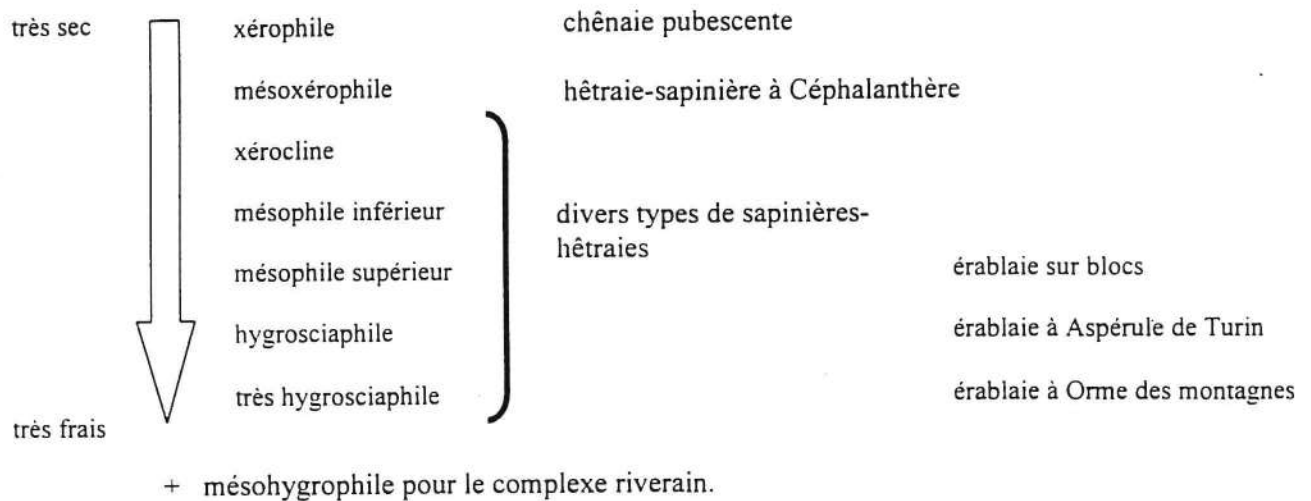 très sec xérophile chênaie pubescente
mésoxérophile hêtraie-sapinière à Céphalanthère
xérocline
mésophile inférieur divers types de sapinières-
hêtraies
mésophile supérieur érablaie sur blocs
hygrosciaphile érablaie à Aspérule de Turin
très hygrosciaphile érablaie à Orme des montagnes
très frais
+ mésohygrophile pour le complexe riverain.